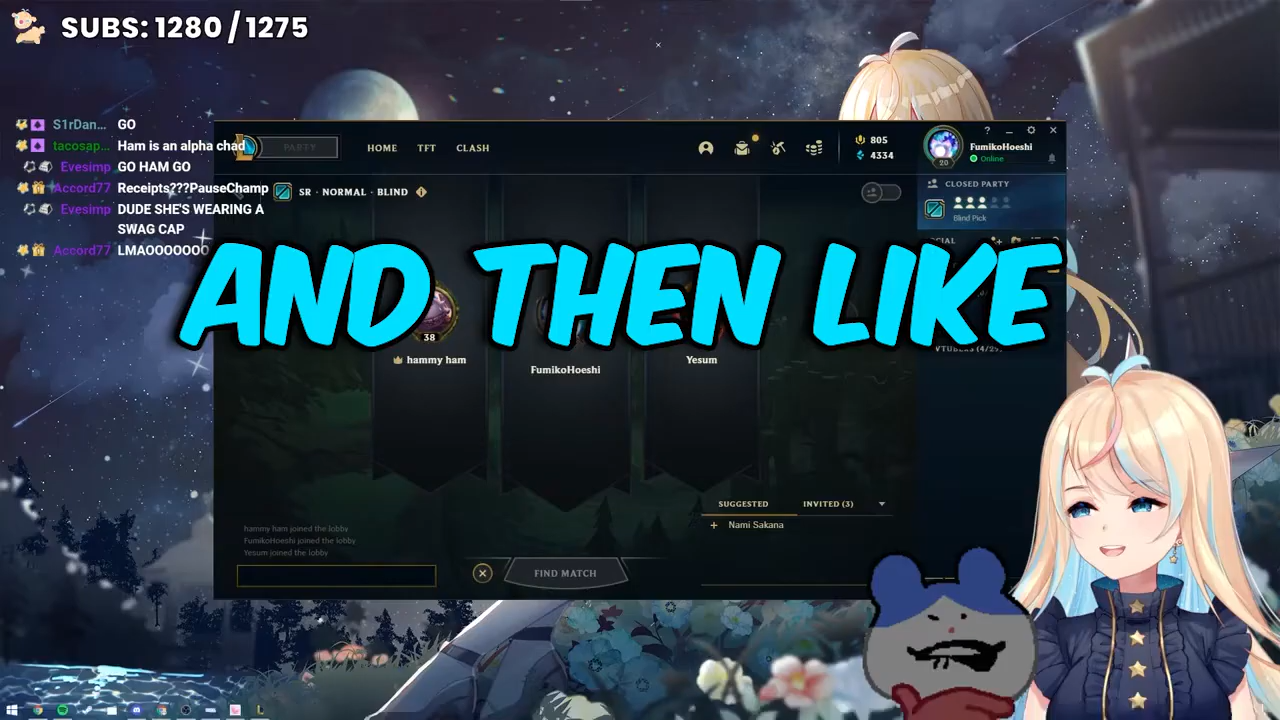 SUBS: 1280 / 1275
S1rDan... GO
tacosap... Ham is an alpha chad
Evesimp GO HAM GO
Accord77 Receipts???PauseChamp
Evesimp DUDE SHE'S WEARING A
SWAG CAP
Accord77 LMAOOOOOOO
PARTY
HOME TFT CLASH
805
4334
20
FumikoHoeshi
Online
SR · NORMAL · BLIND
CLOSED PARTY
Blind Pick
AND THEN LIKE
38
hammy ham
FumikoHoeshi
Yesum
SUGGESTED INVITED (3)
+ Nami Sakana
hammy ham joined the lobby
FumikoHoeshi joined the lobby
Yesum joined the lobby
FIND MATCH